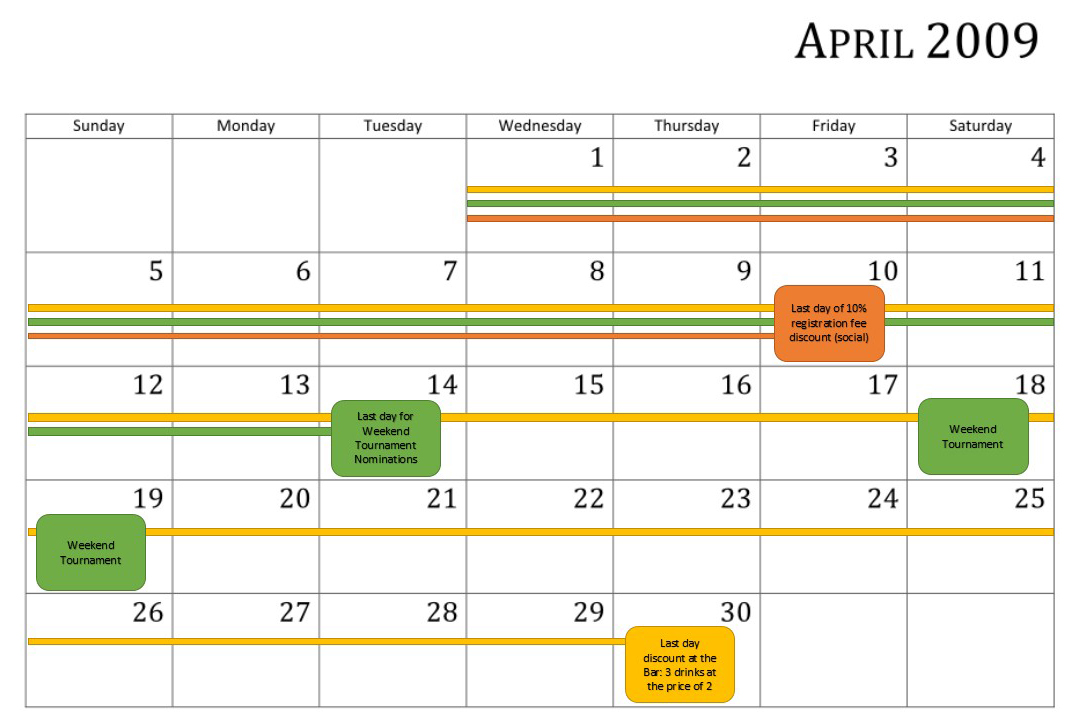 APRIL 2009
Sunday Monday Tuesday Wednesday Thursday Friday Saturday
1 2 3 4
5 6 7 8 9 10 11
Last day of 10%
registration fee
discount (social)
12 13 14 15 16 17 18
Last day for
Weekend
Tournament
Nominations
Weekend
Tournament
19 20 21 22 23 24 25
Weekend
Tournament
26 27 28 29 30
Last day
discount at the
Bar: 3 drinks at
the price of 2